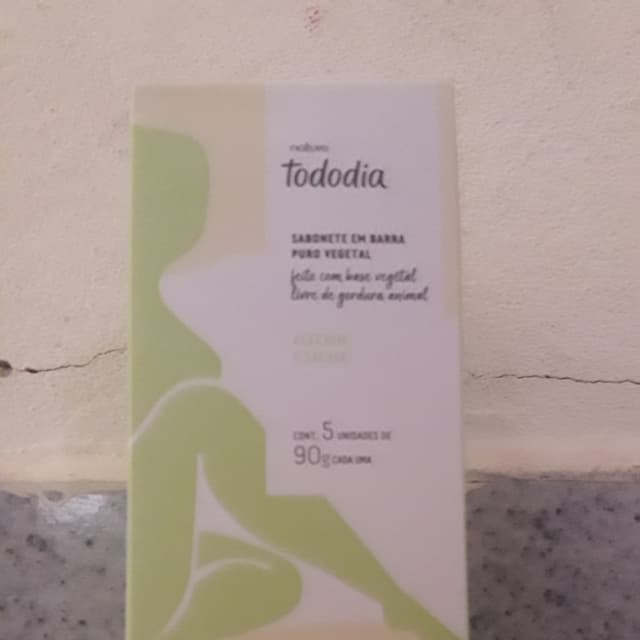 natura
tododia
SABONETE EM BARRA
PURO VEGETAL
feito com base vegetal
livre de gordura animal
CONT. 5 UNIDADES DE
90g CADA UMA